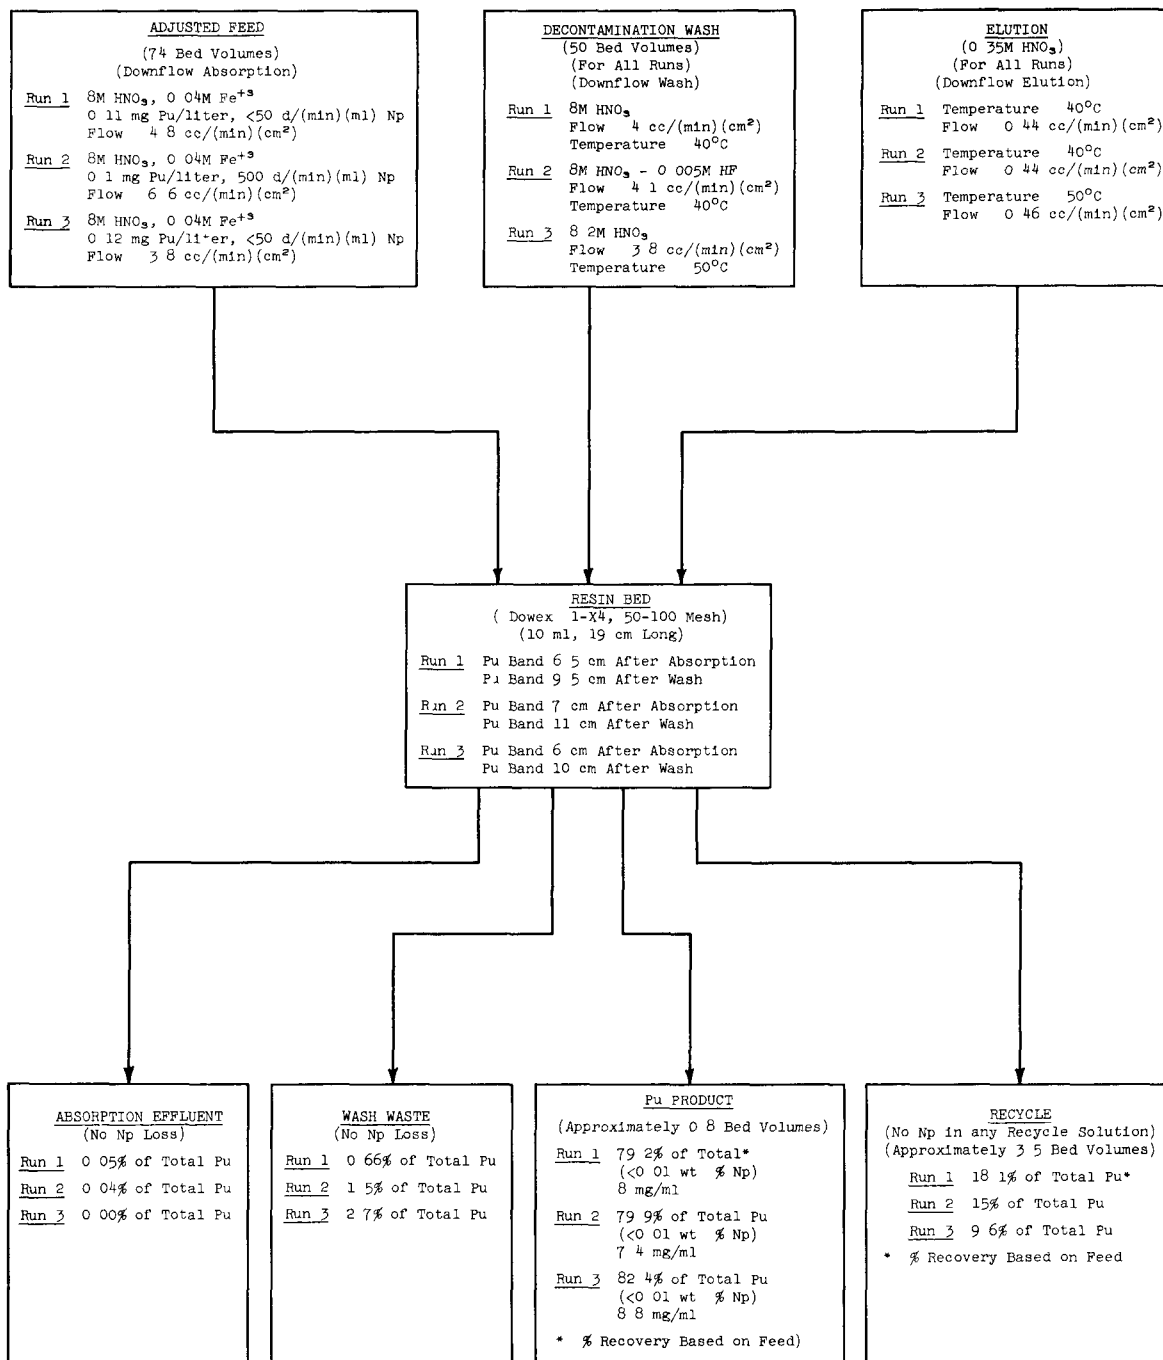 ADJUSTED FEED
(74 Bed Volumes)
(Downflow Absorption)
Run 1 8M HNO₃, 0 04M Fe⁺³
0 11 mg Pu/liter, <50 d/(min)(ml) Np
Flow 4 8 cc/(min)(cm²)
Run 2 8M HNO₃, 0 04M Fe⁺³
0 1 mg Pu/liter, 500 d/(min)(ml) Np
Flow 6 6 cc/(min)(cm²)
Run 3 8M HNO₃, 0 04M Fe⁺³
0 12 mg Pu/liter, <50 d/(min)(ml) Np
Flow 3 8 cc/(min)(cm²)
DECONTAMINATION WASH
(50 Bed Volumes)
(For All Runs)
(Downflow Wash)
Run 1 8M HNO₃
Flow 4 cc/(min)(cm²)
Temperature 40°C
Run 2 8M HNO₃ - 0 005M HF
Flow 4 1 cc/(min)(cm²)
Temperature 40°C
Run 3 8 2M HNO₃
Flow 3 8 cc/(min)(cm²)
Temperature 50°C
ELUTION
(0 35M HNO₃)
(For All Runs)
(Downflow Elution)
Run 1 Temperature 40°C
Flow 0 44 cc/(min)(cm²)
Run 2 Temperature 40°C
Flow 0 44 cc/(min)(cm²)
Run 3 Temperature 50°C
Flow 0 46 cc/(min)(cm²)
RESIN BED
( Dowex 1-X4, 50-100 Mesh)
(10 ml, 19 cm Long)
Run 1 Pu Band 6 5 cm After Absorption
Pu Band 9 5 cm After Wash
Run 2 Pu Band 7 cm After Absorption
Pu Band 11 cm After Wash
Run 3 Pu Band 6 cm After Absorption
Pu Band 10 cm After Wash
ABSORPTION EFFLUENT
(No Np Loss)
Run 1 0 05% of Total Pu
Run 2 0 04% of Total Pu
Run 3 0 00% of Total Pu
WASH WASTE
(No Np Loss)
Run 1 0 66% of Total Pu
Run 2 1 5% of Total Pu
Run 3 2 7% of Total Pu
Pu PRODUCT
(Approximately 0 8 Bed Volumes)
Run 1 79 2% of Total*
(<0 01 wt % Np)
8 mg/ml
Run 2 79 9% of Total Pu
(<0 01 wt % Np)
7 4 mg/ml
Run 3 82 4% of Total Pu
(<0 01 wt % Np)
8 8 mg/ml
* % Recovery Based on Feed)
RECYCLE
(No Np in any Recycle Solution)
(Approximately 3 5 Bed Volumes)
Run 1 18 1% of Total Pu*
Run 2 15% of Total Pu
Run 3 9 6% of Total Pu
* % Recovery Based on Feed